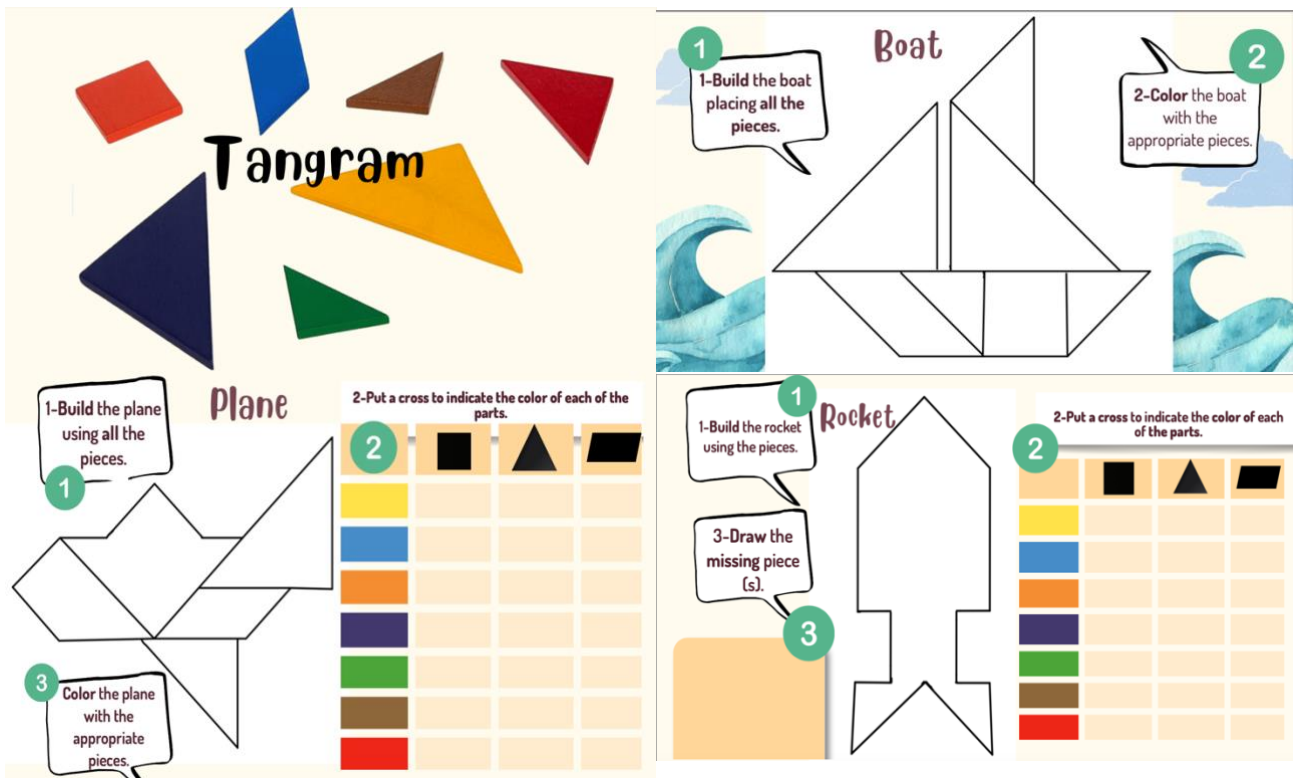 Tangram
Boat
1
1-Build the boat
placing all the
pieces.
2
2-Color the boat
with the
appropriate pieces.
Plane
1-Build the plane
using all the
pieces.
1
2-Put a cross to indicate the color of each of the
parts.
2
3
Color the plane
with the
appropriate
pieces.
Rocket
1
1-Build the rocket
using the pieces.
3-Draw the
missing piece
(s).
3
2-Put a cross to indicate the color of each
of the parts.
2